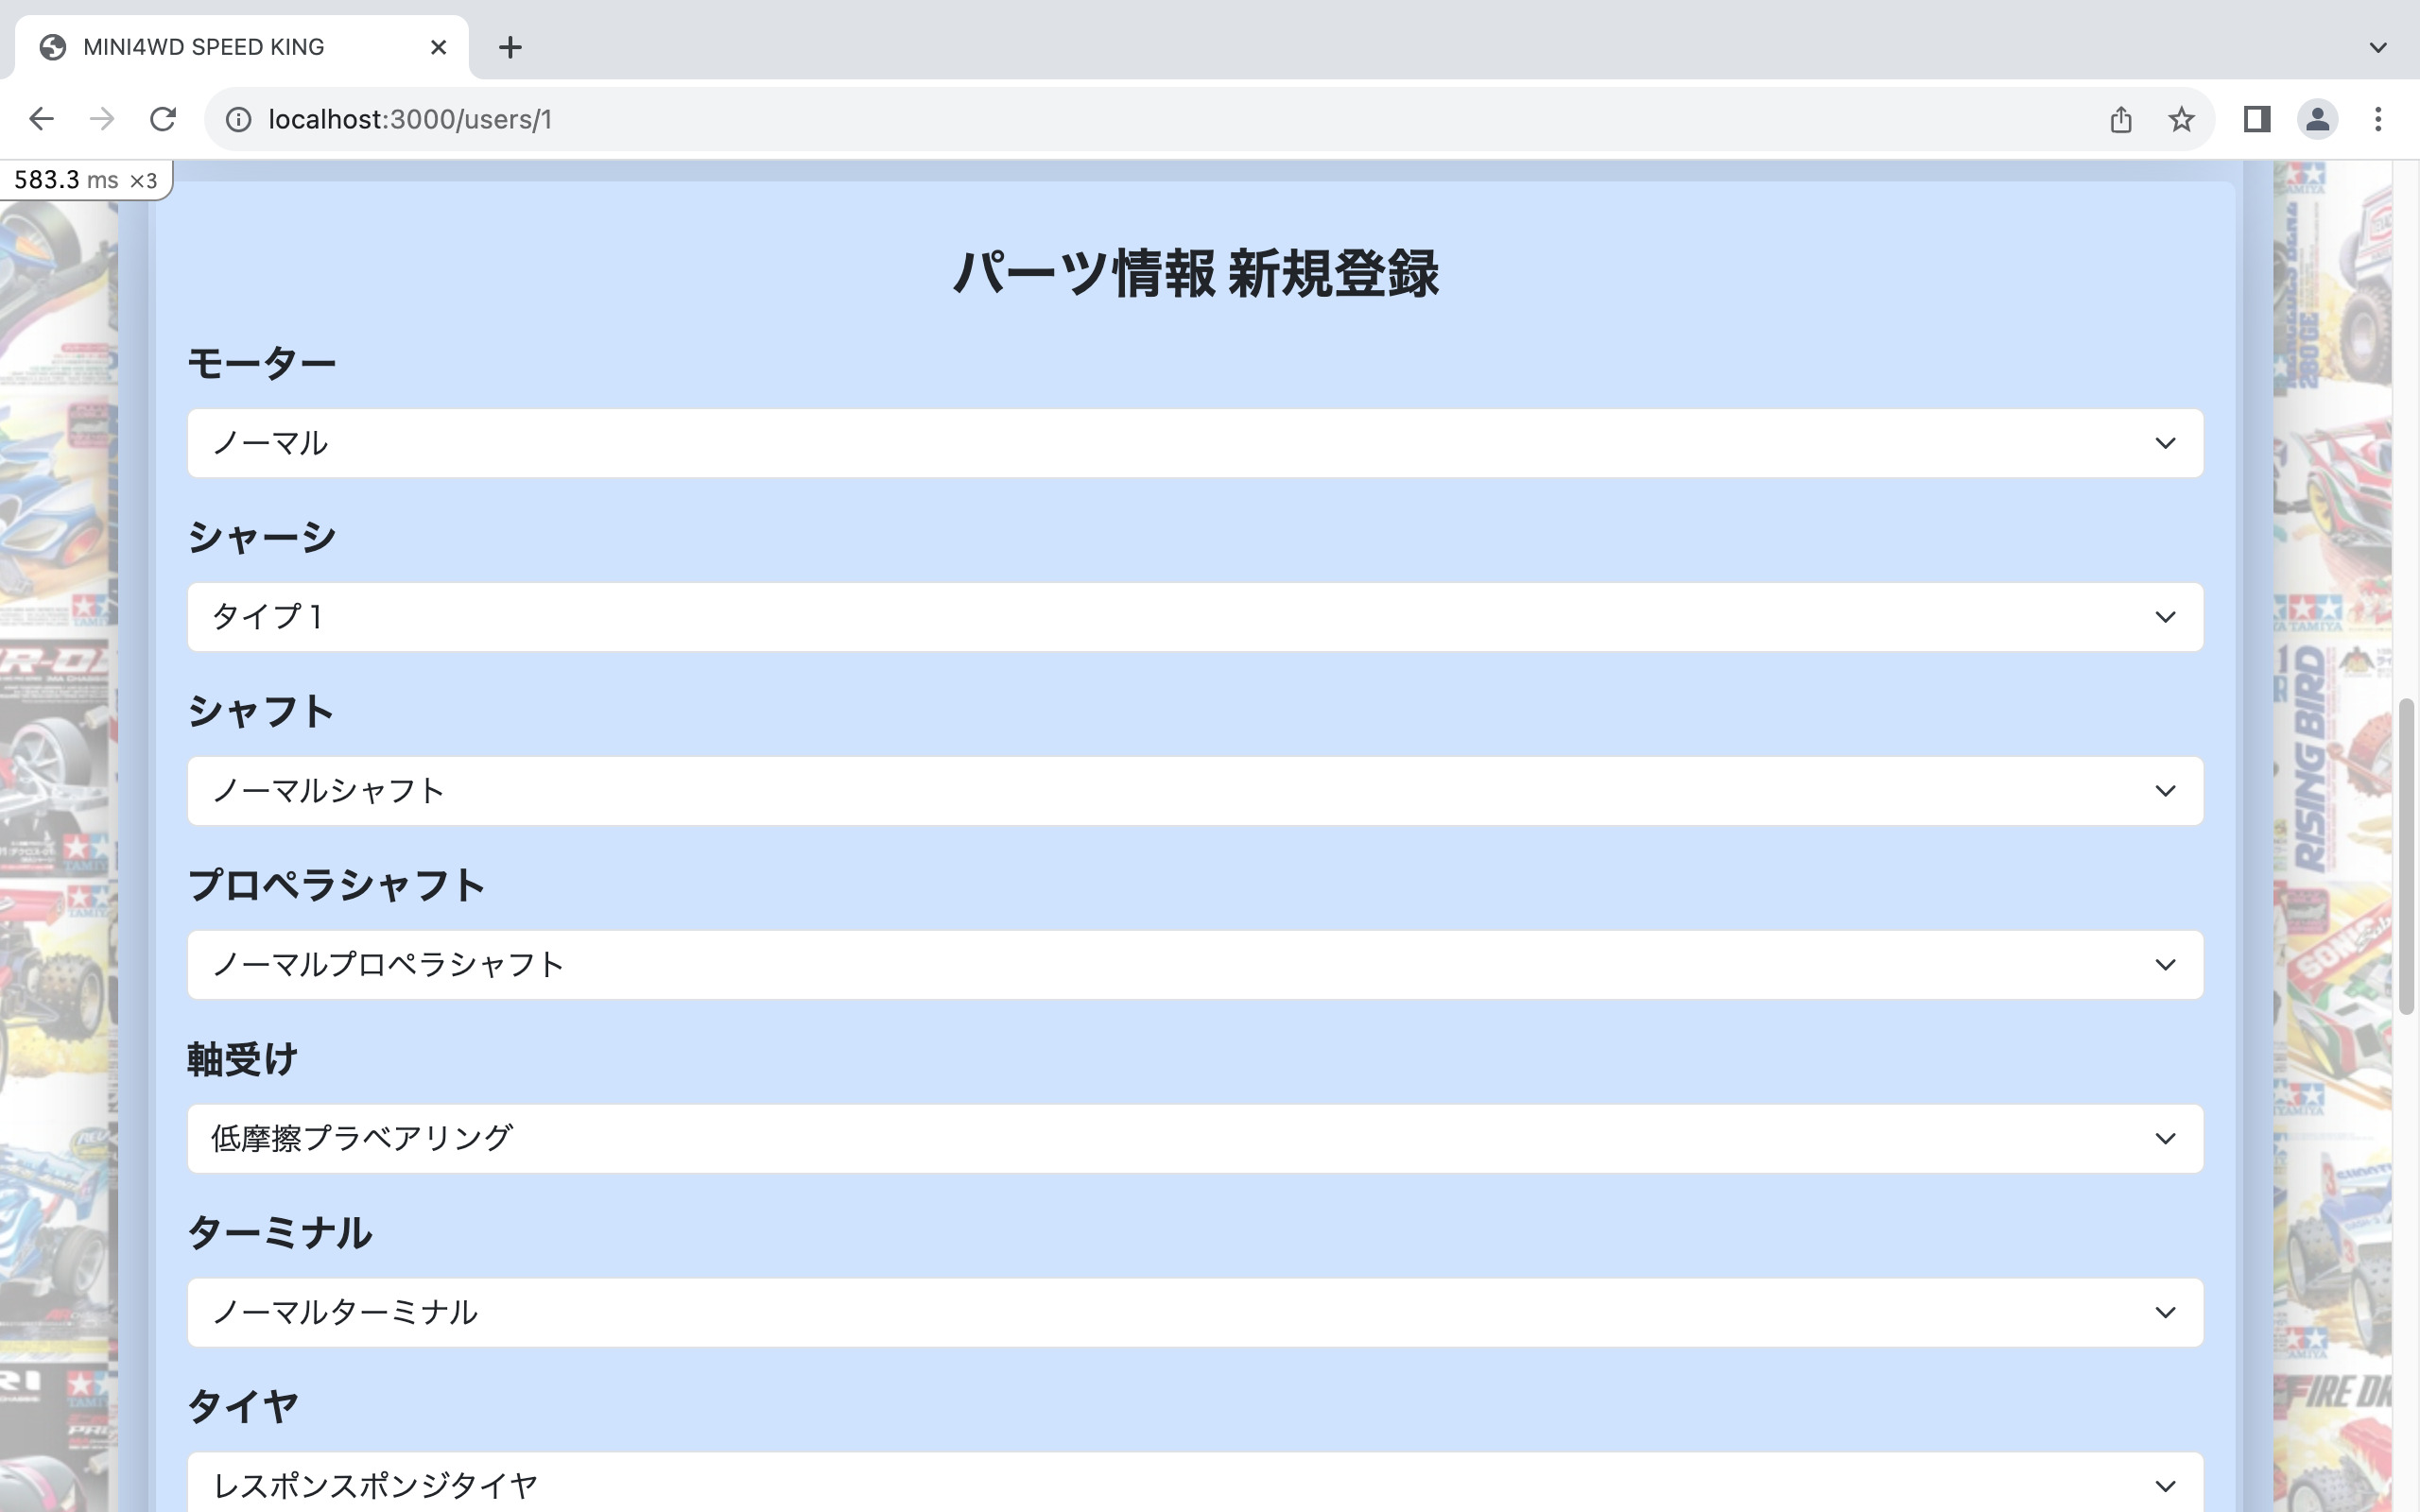 MINI4WD SPEED KING
localhost:3000/users/1
583.3 ms ×3
パーツ情報 新規登録
モーター
ノーマル
シャーシ
タイプ 1
シャフト
ノーマルシャフト
プロペラシャフト
ノーマルプロペラシャフト
軸受け
低摩擦プラベアリング
ターミナル
ノーマルターミナル
タイヤ
レスポンスポンジタイヤ
TAMIYA
RISING BIRD
TAMIYA
TAMIYA